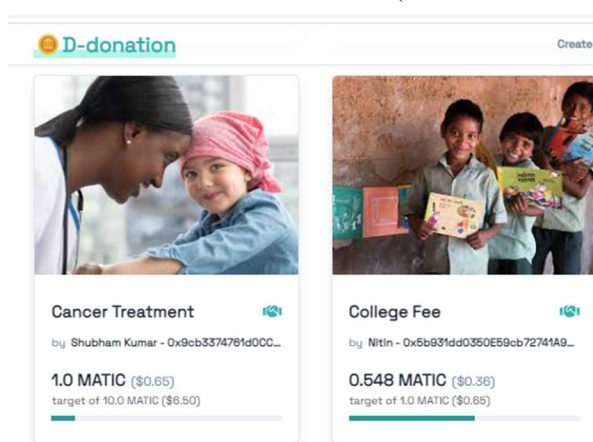 D-donation
Create
Cancer Treatment
by Shubham Kumar - 0x9cb3374761d0CC...
1.0 MATIC ($0.65)
target of 10.0 MATIC ($6.50)
College Fee
by Nitin - 0x5b931dd0350E59cb72741A9...
0.548 MATIC ($0.36)
target of 1.0 MATIC ($0.65)